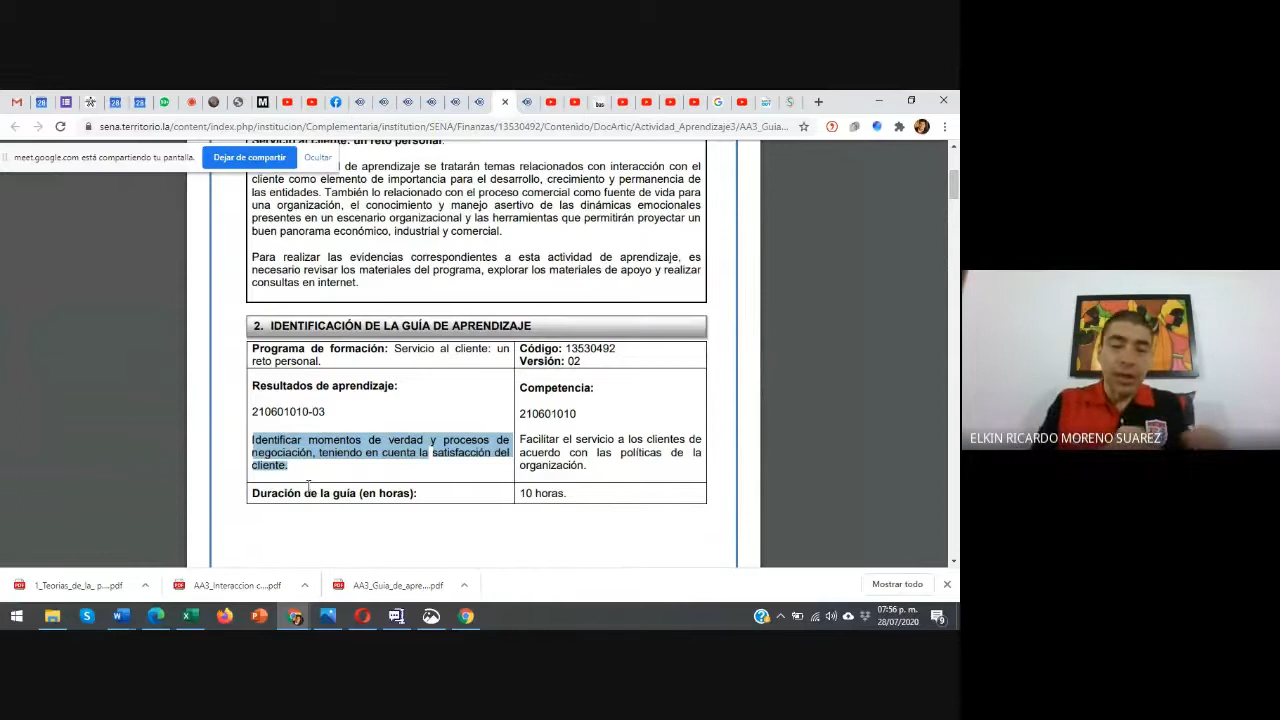 sena.territorio.la/content/index.php/institucion/Complementaria/institution/SENA/Finanzas/13530492/Contenido/DocArtic/Actividad_Aprendizaje3/AA3_Guia...
meet.google.com está compartiendo tu pantalla.
Dejar de compartir
Ocultar
Servicio al cliente: un reto personal.
de aprendizaje se tratarán temas relacionados con interacción con el
cliente como elemento de importancia para el desarrollo, crecimiento y permanencia de
las entidades. También lo relacionado con el proceso comercial como fuente de vida para
una organización, el conocimiento y manejo asertivo de las dinámicas emocionales
presentes en un escenario organizacional y las herramientas que permitirán proyectar un
buen panorama económico, industrial y comercial.
Para realizar las evidencias correspondientes a esta actividad de aprendizaje, es
necesario revisar los materiales del programa, explorar los materiales de apoyo y realizar
consultas en internet.
2. IDENTIFICACIÓN DE LA GUÍA DE APRENDIZAJE
Programa de formación: Servicio al cliente: un
reto personal.
Código: 13530492
Versión: 02
Resultados de aprendizaje:
210601010-03
Identificar momentos de verdad y procesos de
negociación, teniendo en cuenta la satisfacción del
cliente.
Competencia:
210601010
Facilitar el servicio a los clientes de
acuerdo con las políticas de la
organización.
Duración de la guía (en horas):
10 horas.
ELKIN RICARDO MORENO SUAREZ
1_Teorias_de_la_ p....pdf
AA3_Interaccion c....pdf
AA3_Guia_de_apre....pdf
Mostrar todo
07:56 p. m.
28/07/2020